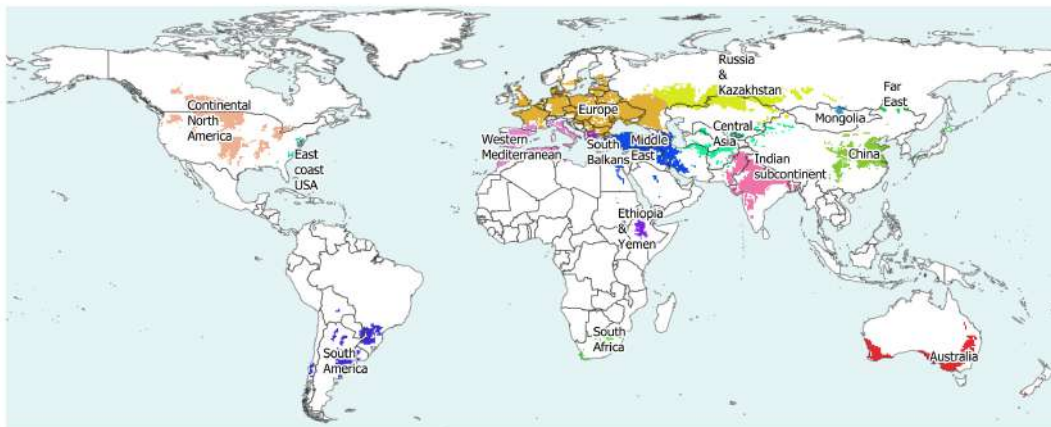 Russia
&
Kazakhstan
Far
East
Continental
North
America
Europe
Mongolia
Central
Asia
Western
Mediterranean
South
Balkans
Middle
East
East
coast
USA
China
Indian
subcontinent
Ethiopia
&
Yemen
South
Africa
South
America
Australia